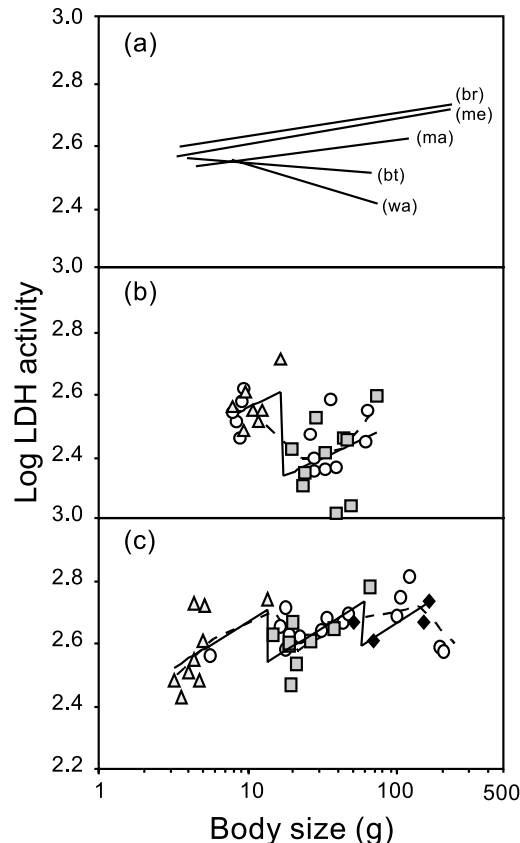 3.0
(a)
2.8
(br)
(me)
2.6
(ma)
(bt)
2.4
(wa)
3.0
(b)
2.8
2.6
2.4
3.0
(c)
2.8
2.6
2.4
2.2
1 10 100 500
Body size (g)
Log LDH activity